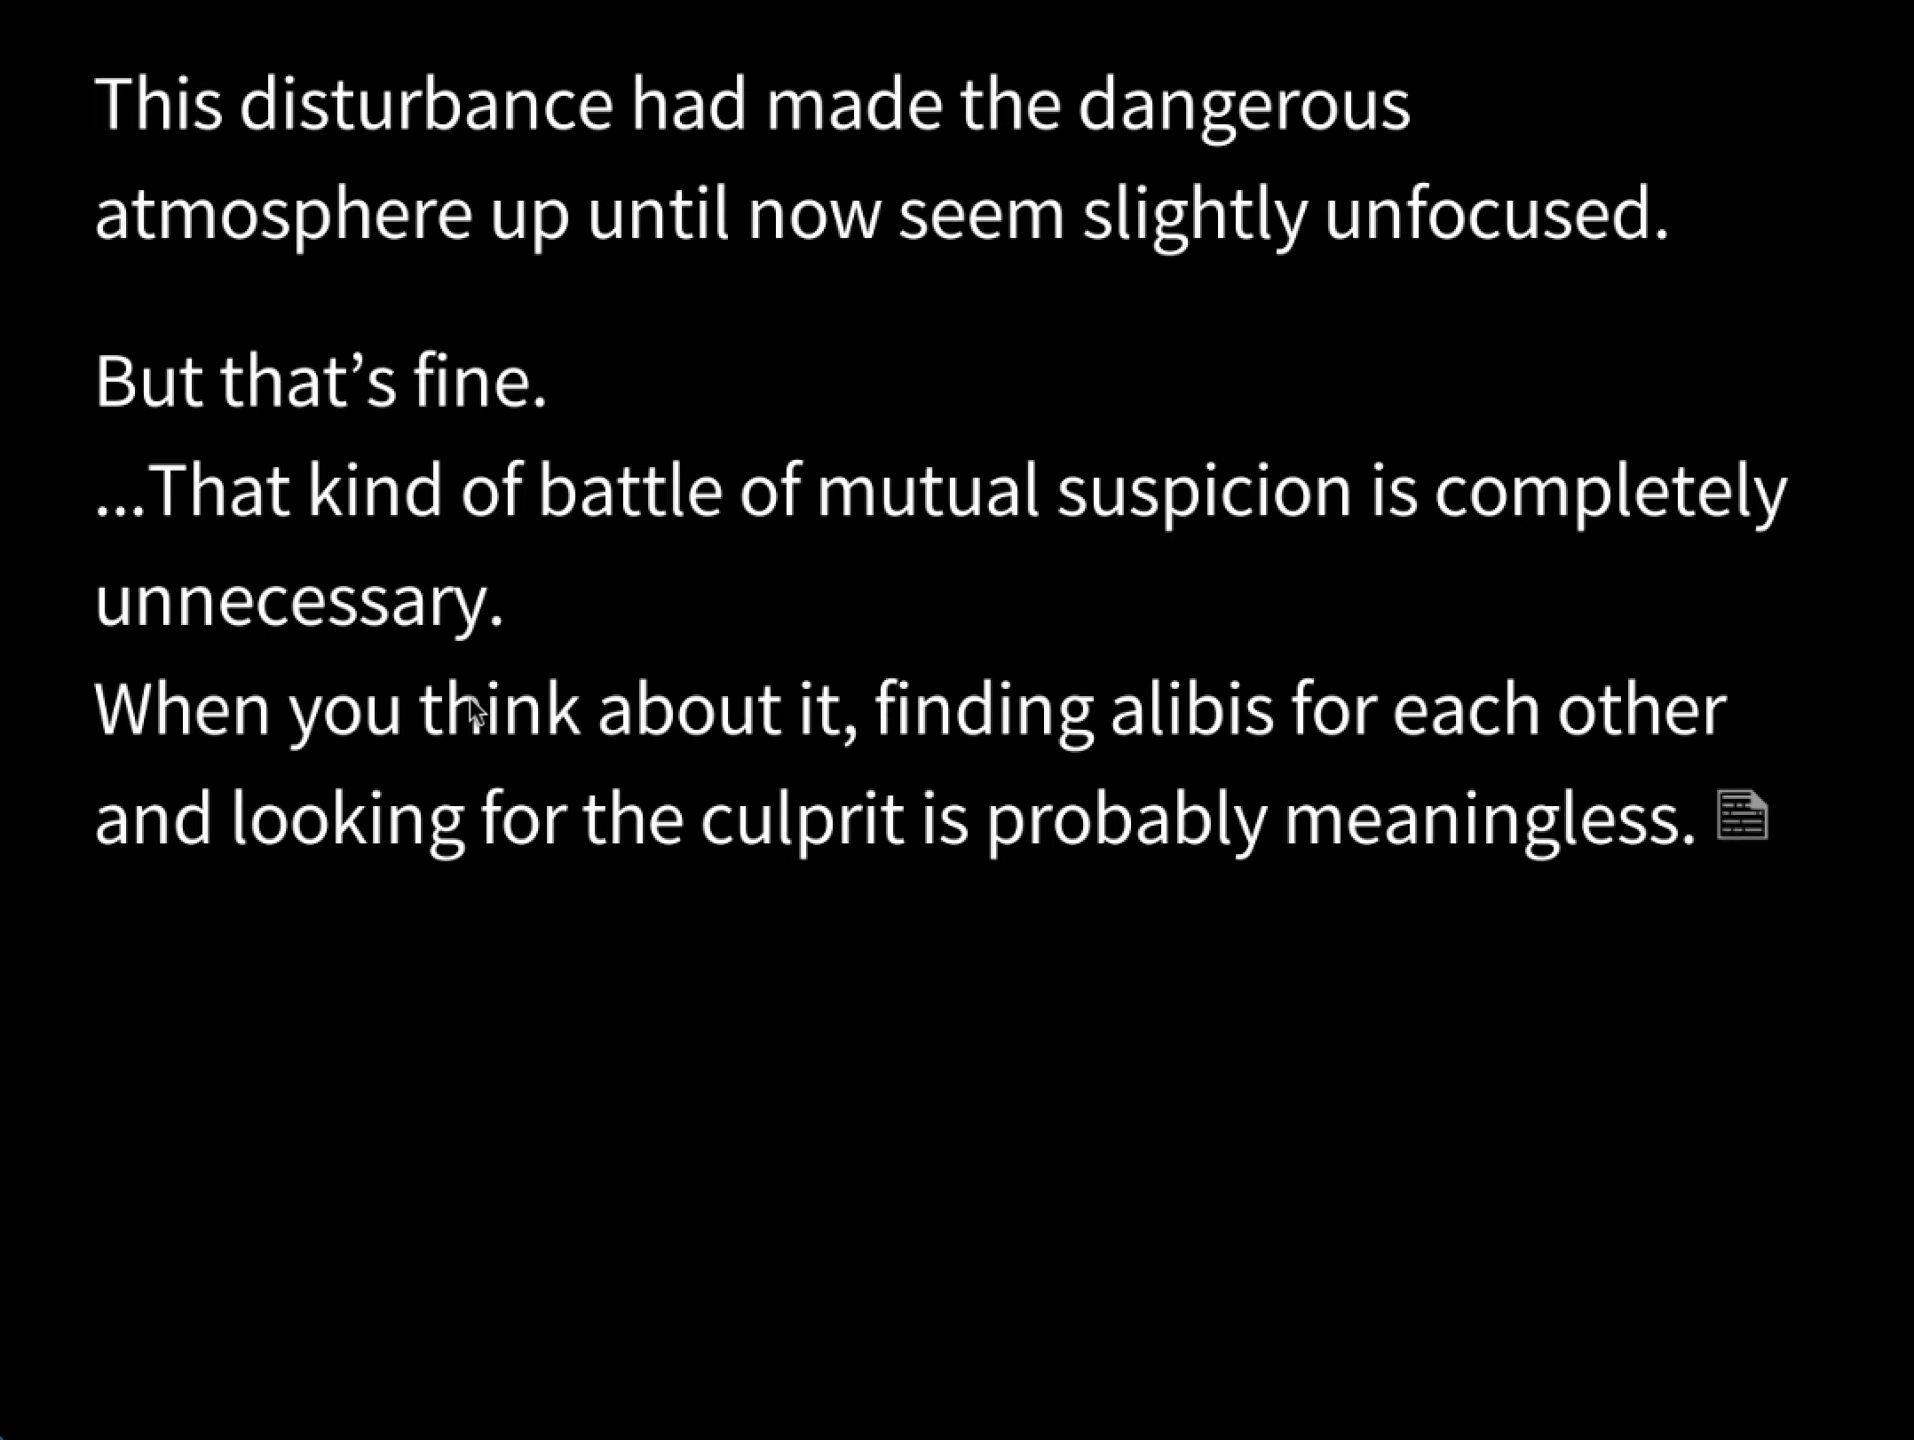 This disturbance had made the dangerous
atmosphere up until now seem slightly unfocused.
But that’s fine.
...That kind of battle of mutual suspicion is completely
unnecessary.
When you think about it, finding alibis for each other
and looking for the culprit is probably meaningless.